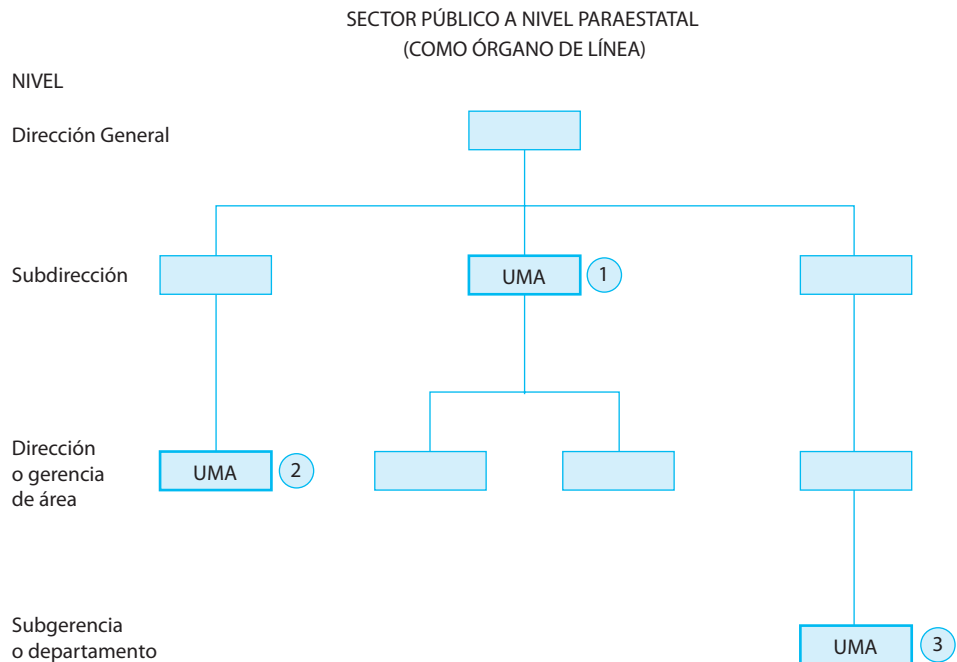 SECTOR PÚBLICO A NIVEL PARAESTATAL
(COMO ÓRGANO DE LÍNEA)
NIVEL
Dirección General
Subdirección
UMA 1
Dirección
o gerencia
de área
UMA 2
Subgerencia
o departamento
UMA 3